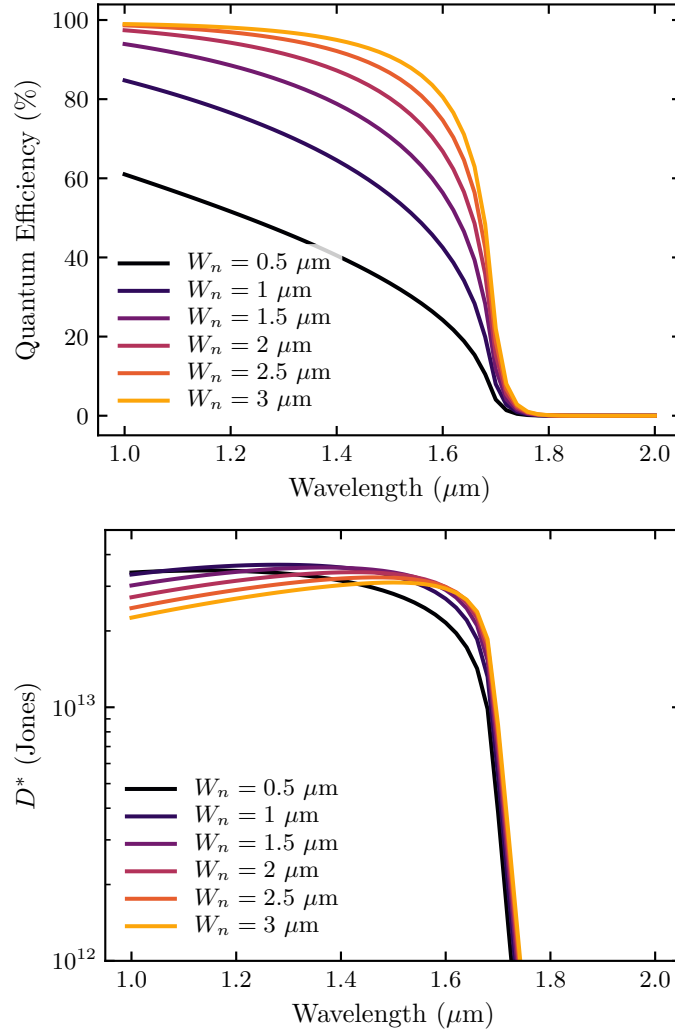 100
80
60
40
20
0
Quantum Efficiency (%)
W_n = 0.5 μm
W_n = 1 μm
W_n = 1.5 μm
W_n = 2 μm
W_n = 2.5 μm
W_n = 3 μm
1.0 1.2 1.4 1.6 1.8 2.0
Wavelength (μm)
10^13
10^12
D* (Jones)
W_n = 0.5 μm
W_n = 1 μm
W_n = 1.5 μm
W_n = 2 μm
W_n = 2.5 μm
W_n = 3 μm
1.0 1.2 1.4 1.6 1.8 2.0
Wavelength (μm)